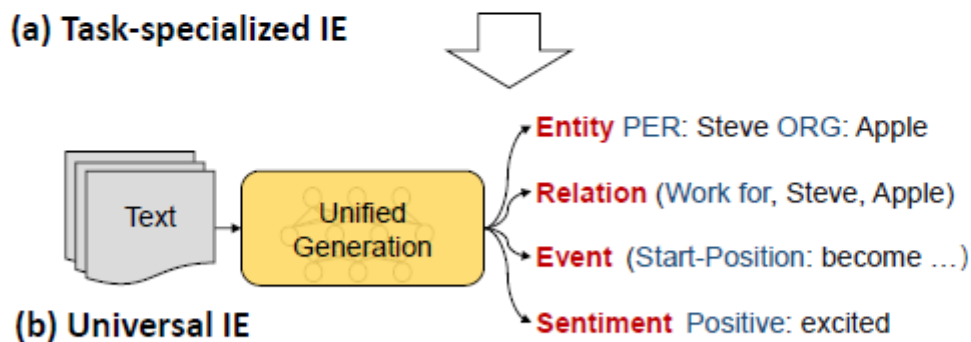 (a) Task-specialized IE
Entity PER: Steve ORG: Apple
Relation (Work for, Steve, Apple)
Text
Unified
Generation
Event (Start-Position: become …)
Sentiment Positive: excited
(b) Universal IE